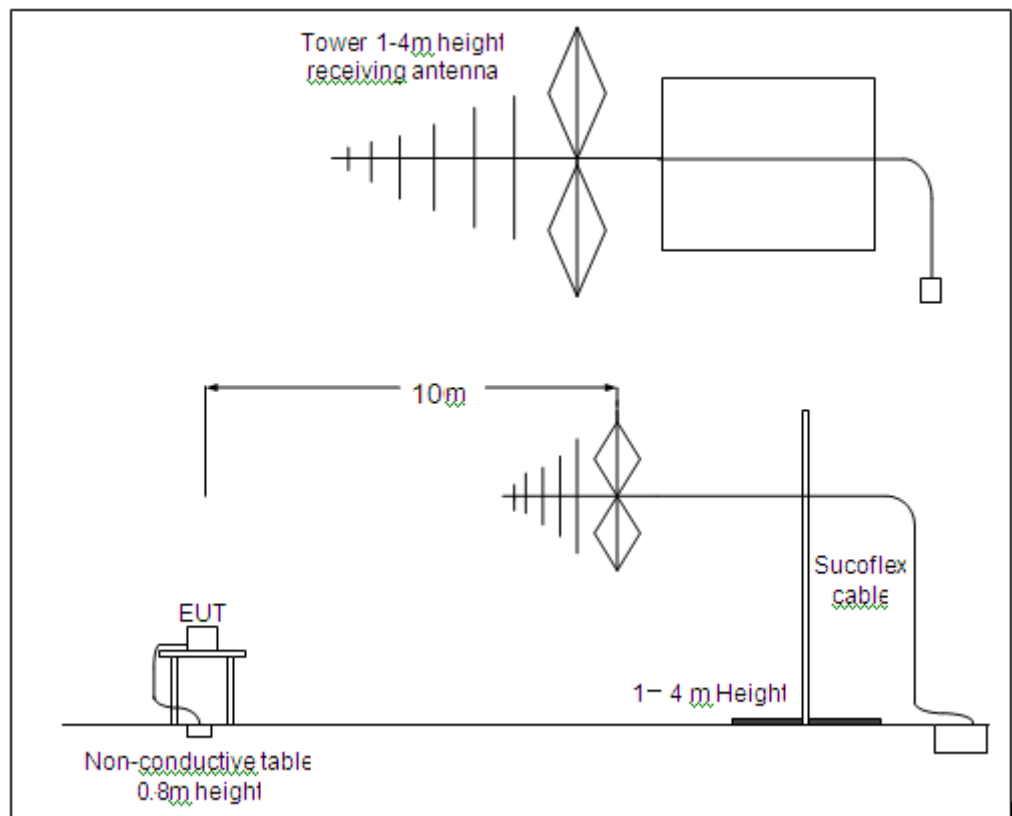 Tower 1-4m height
receiving antenna
10m
Sucoflex
cable
EUT
1– 4 m Height
Non-conductive table
0.8m height